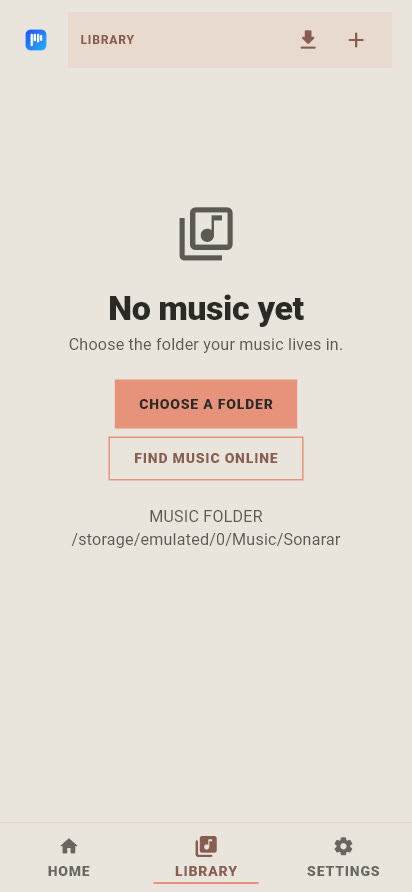 LIBRARY
No music yet
Choose the folder your music lives in.
CHOOSE A FOLDER
FIND MUSIC ONLINE
MUSIC FOLDER
/storage/emulated/0/Music/Sonarar
HOME
LIBRARY
SETTINGS